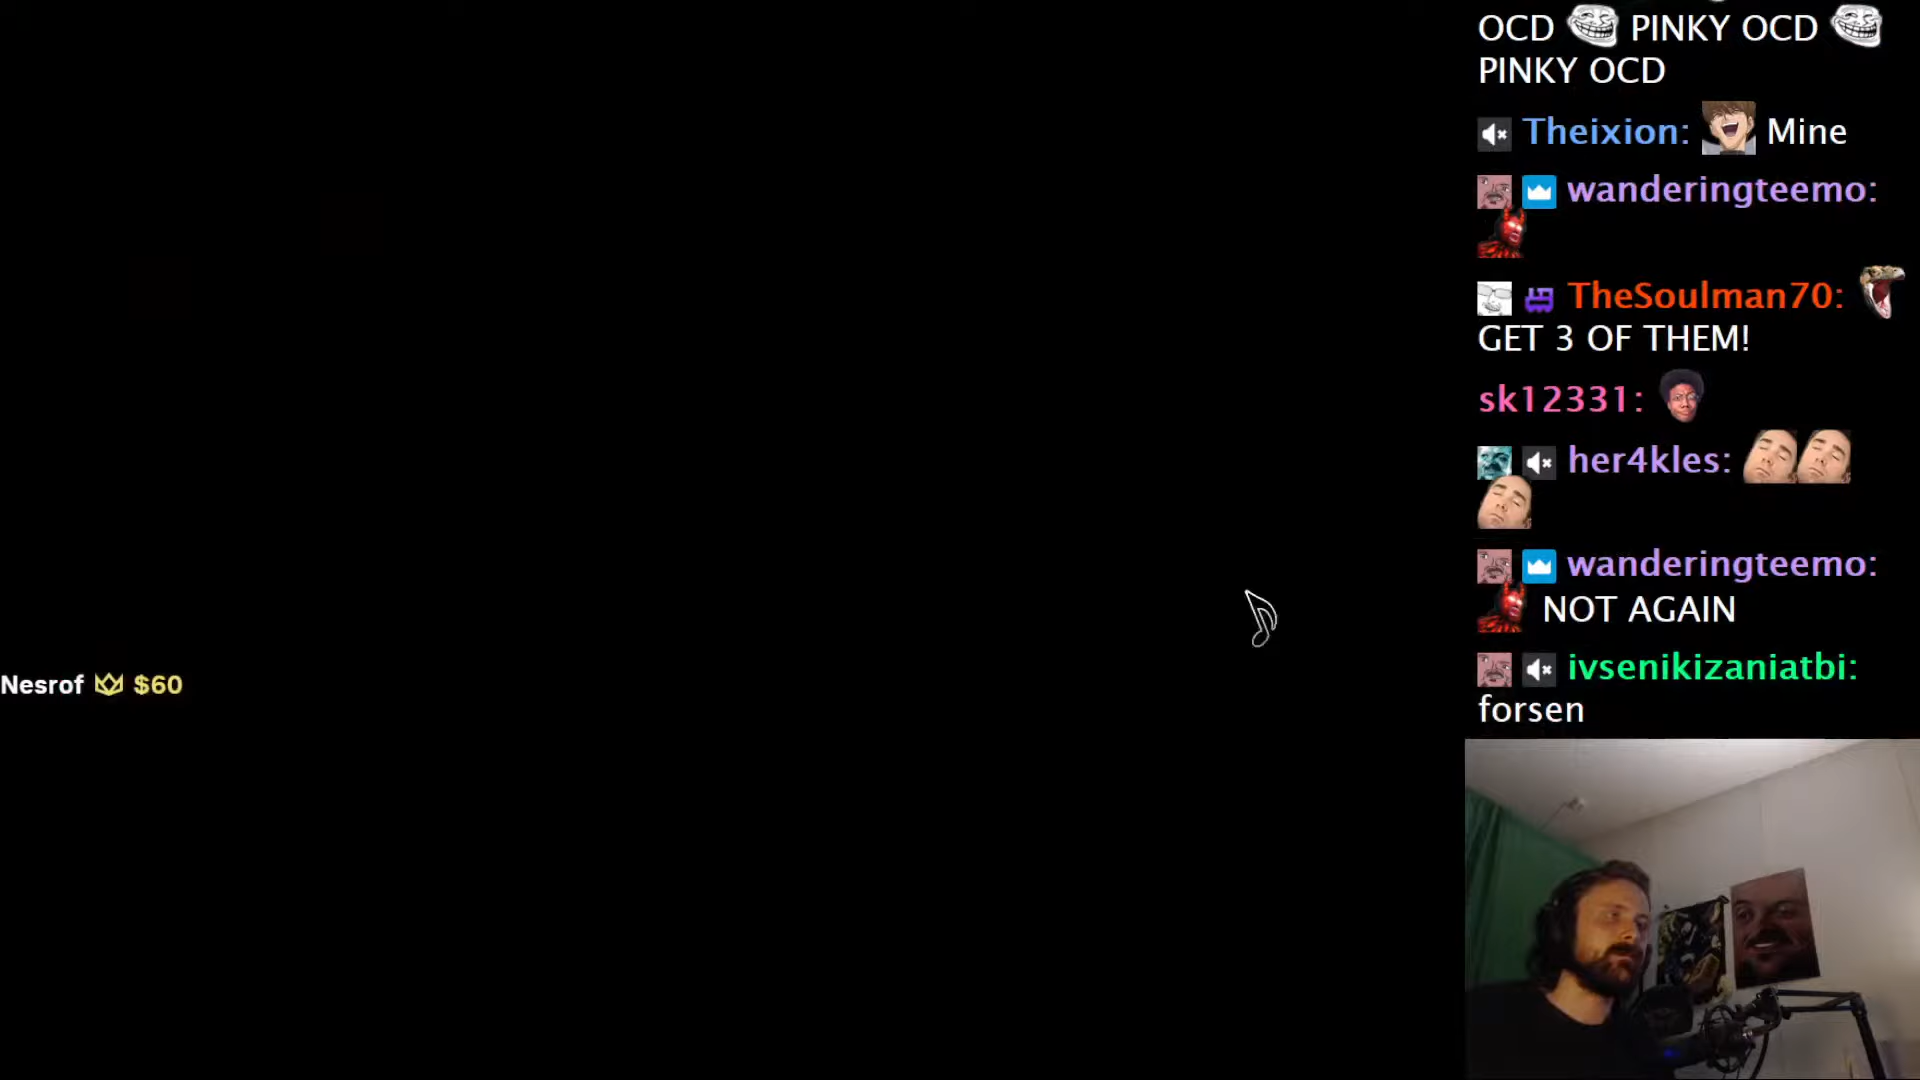 OCD PINKY OCD
PINKY OCD
Theixion: Mine
wanderingteemo:
TheSoulman70:
GET 3 OF THEM!
sk12331:
her4kles:
wanderingteemo:
NOT AGAIN
ivsenikizaniatbi:
forsen
Nesrof $60